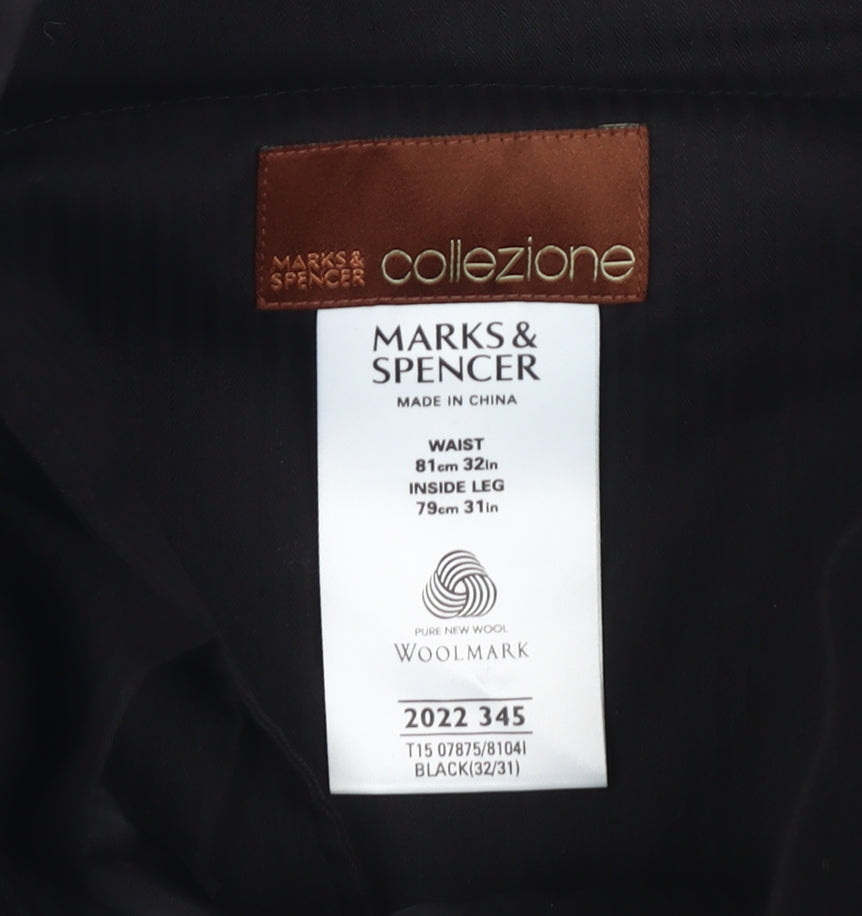 MARKS &
SPENCER
collezione
MARKS &
SPENCER
MADE IN CHINA
WAIST
81cm 32in
INSIDE LEG
79cm 31in
PURE NEW WOOL
WOOLMARK
2022 345
T15 07875/8104I
BLACK(32/31)